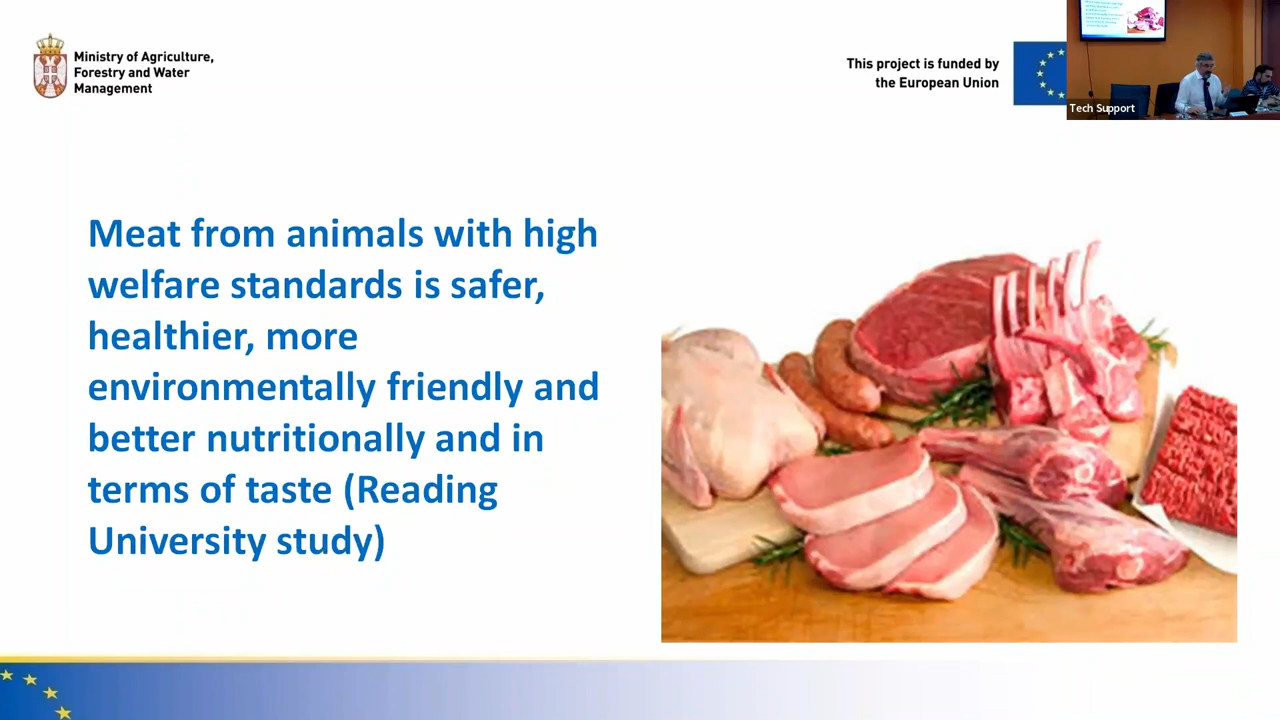 Ministry of Agriculture,
Forestry and Water
Management
This project is funded by
the European Union
Tech Support
Meat from animals with high
welfare standards is safer,
healthier, more
environmentally friendly and
better nutritionally and in
terms of taste (Reading
University study)